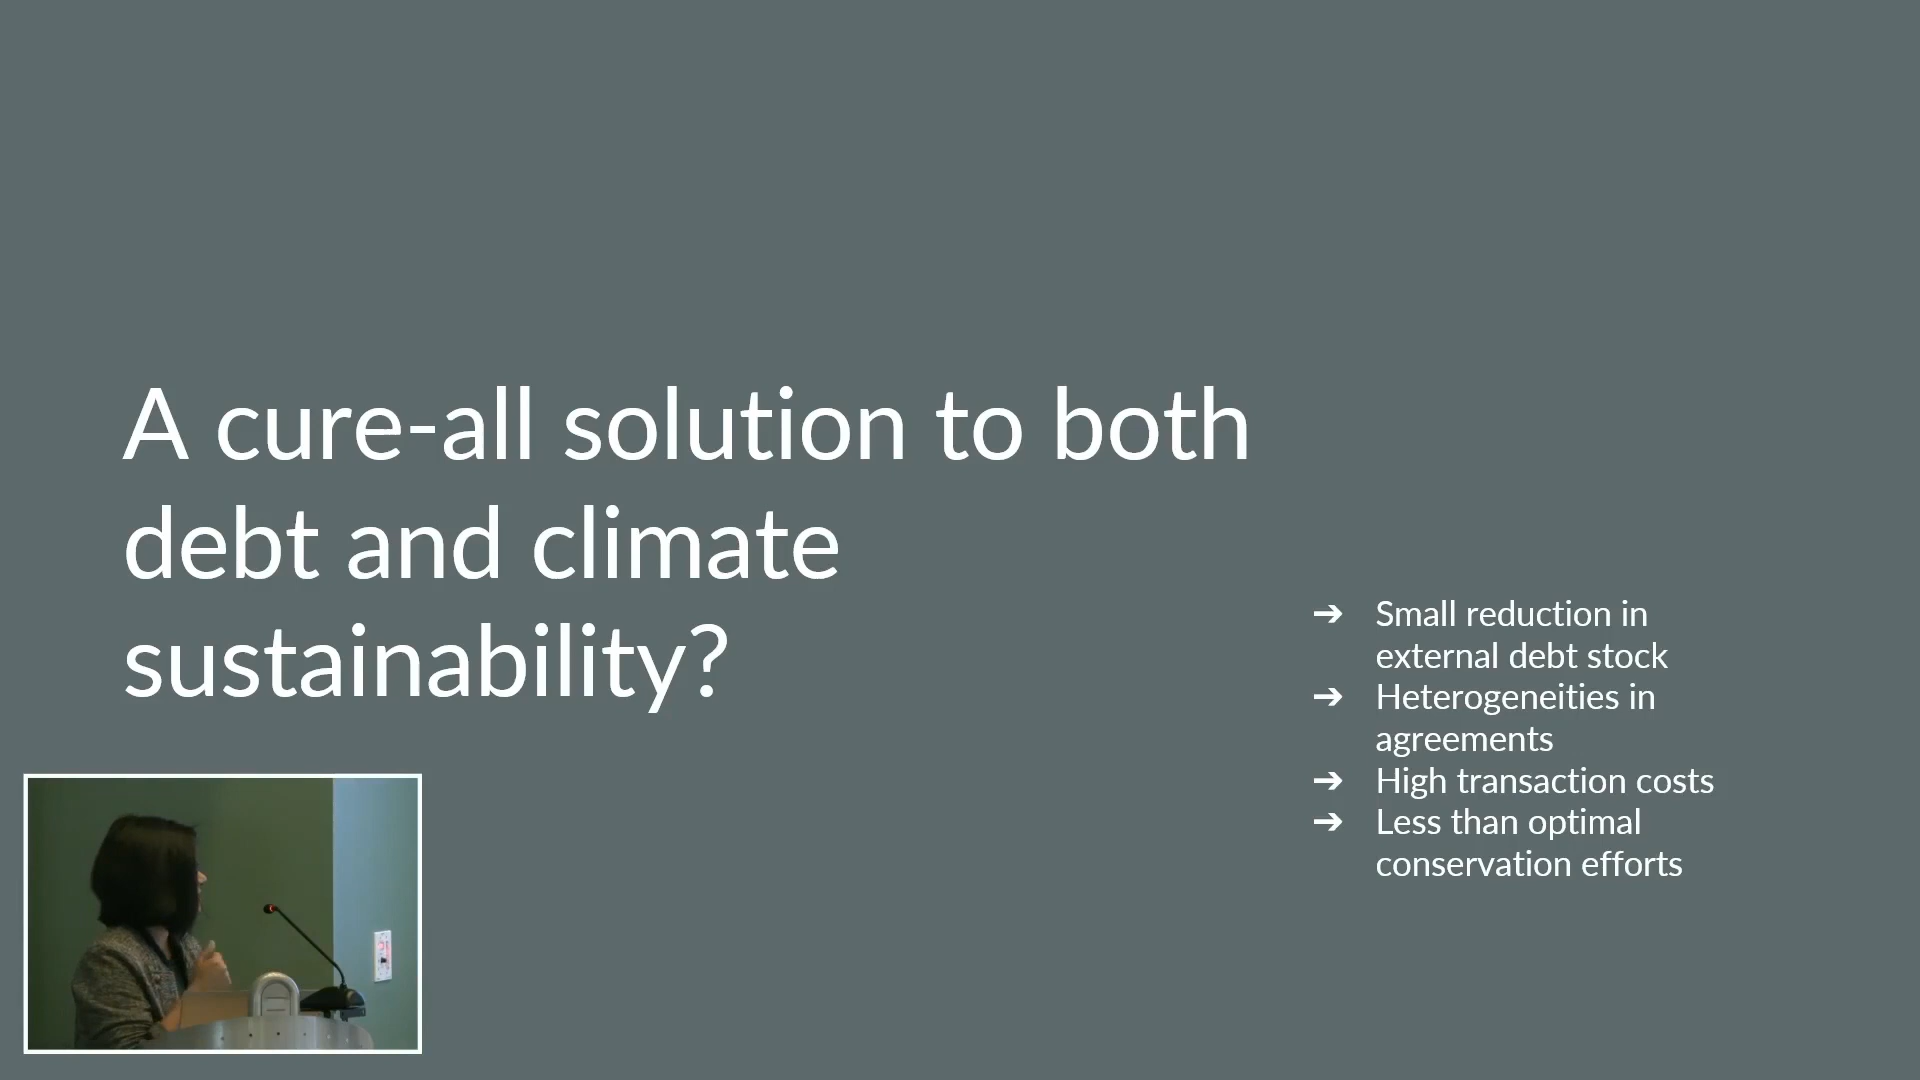 A cure-all solution to both
debt and climate
sustainability?
➔ Small reduction in
external debt stock
➔ Heterogeneities in
agreements
➔ High transaction costs
➔ Less than optimal
conservation efforts